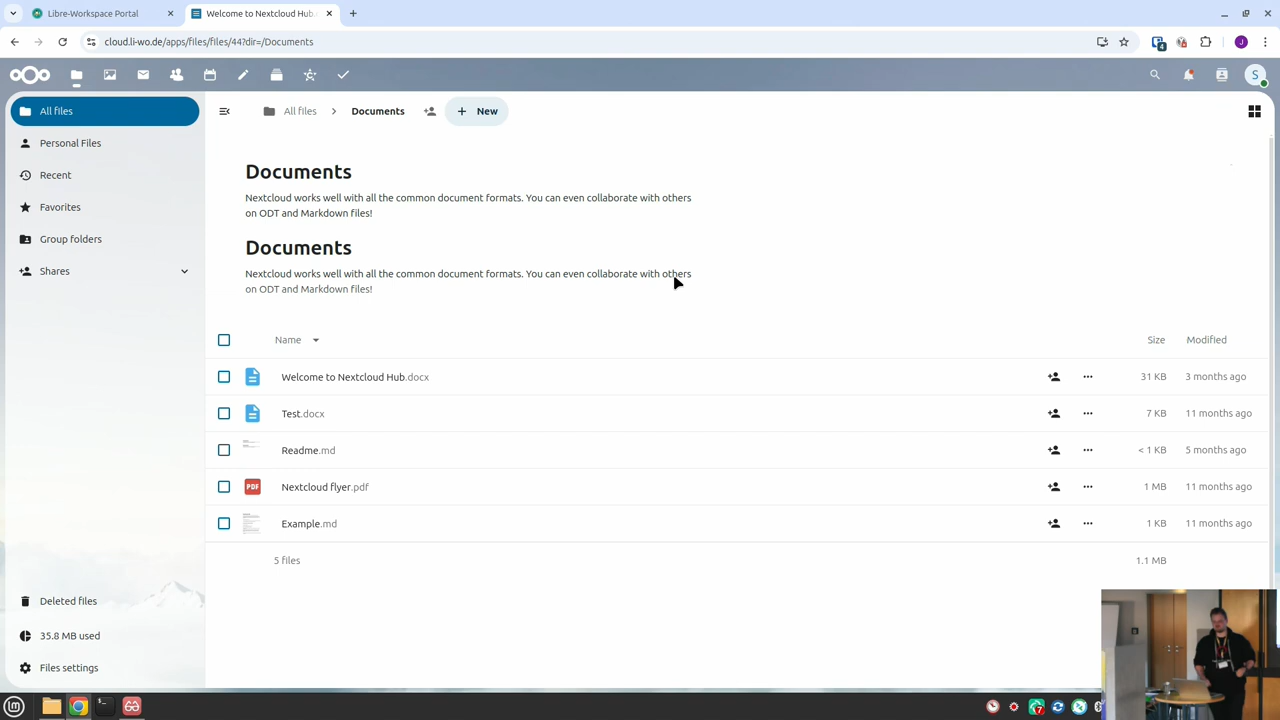 Libre-Workspace Portal
Welcome to Nextcloud Hub.
cloud.li-wo.de/apps/files/files/44?dir=/Documents
4
J
S
All files
All files
Documents
New
Personal Files
Recent
Favorites
Group folders
Shares
Documents
Nextcloud works well with all the common document formats. You can even collaborate with others
on ODT and Markdown files!
Documents
Nextcloud works well with all the common document formats. You can even collaborate with others
on ODT and Markdown files!
Name Size Modified
Welcome to Nextcloud Hub.docx 31 KB 3 months ago
Test.docx 7 KB 11 months ago
Readme.md < 1 KB 5 months ago
PDF Nextcloud flyer.pdf 1 MB 11 months ago
Example.md 1 KB 11 months ago
5 files 1.1 MB
Deleted files
35.8 MB used
Files settings
7